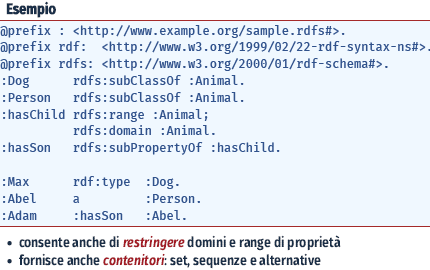 Esempio
@prefix : <http://www.example.org/sample.rdfs#>.
@prefix rdf:  <http://www.w3.org/1999/02/22-rdf-syntax-ns#>.
@prefix rdfs: <http://www.w3.org/2000/01/rdf-schema#>.
:Dog      rdfs:subClassOf :Animal.
:Person   rdfs:subClassOf :Animal.
:hasChild rdfs:range :Animal;
          rdfs:domain :Animal.
:hasSon   rdfs:subPropertyOf :hasChild.
:Max      rdf:type  :Dog.
:Abel     a         :Person.
:Adam     :hasSon   :Abel.
• consente anche di restringere domini e range di proprietà
• fornisce anche contenitori: set, sequenze e alternative